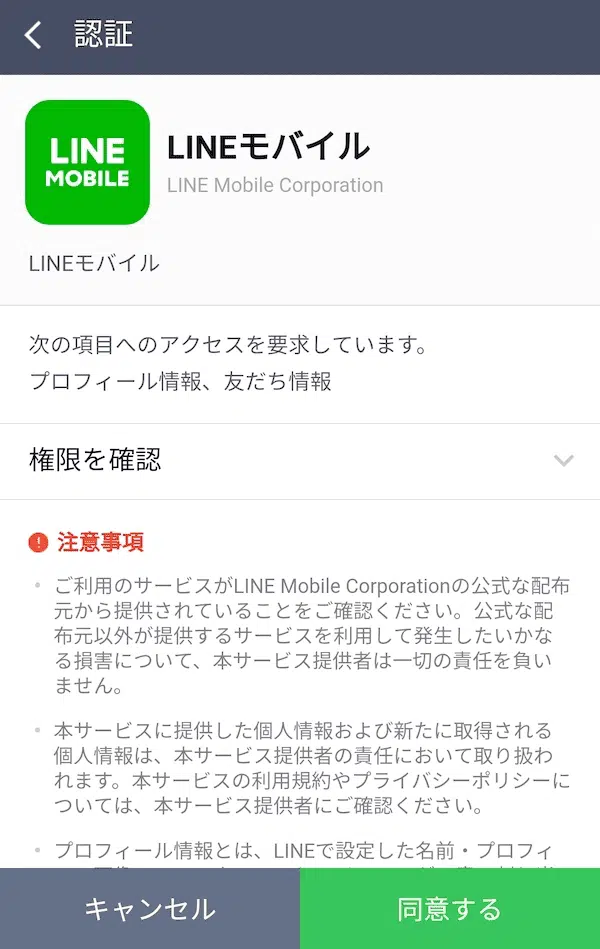 認証
LINE
MOBILE
LINEモバイル
LINE Mobile Corporation
LINEモバイル
次の項目へのアクセスを要求しています。
プロフィール情報、友だち情報
権限を確認
注意事項
ご利用のサービスがLINE Mobile Corporationの公式な配布
元から提供されていることをご確認ください。公式な配
布元以外が提供するサービスを利用して発生したいかな
る損害について、本サービス提供者は一切の責任を負い
ません。
本サービスに提供した個人情報および新たに取得される
個人情報は、本サービス提供者の責任において取り扱わ
れます。本サービスの利用規約やプライバシーポリシーに
ついては、本サービス提供者にご確認ください。
プロフィール情報とは、LINEで設定した名前・プロフィ
キャンセル
同意する